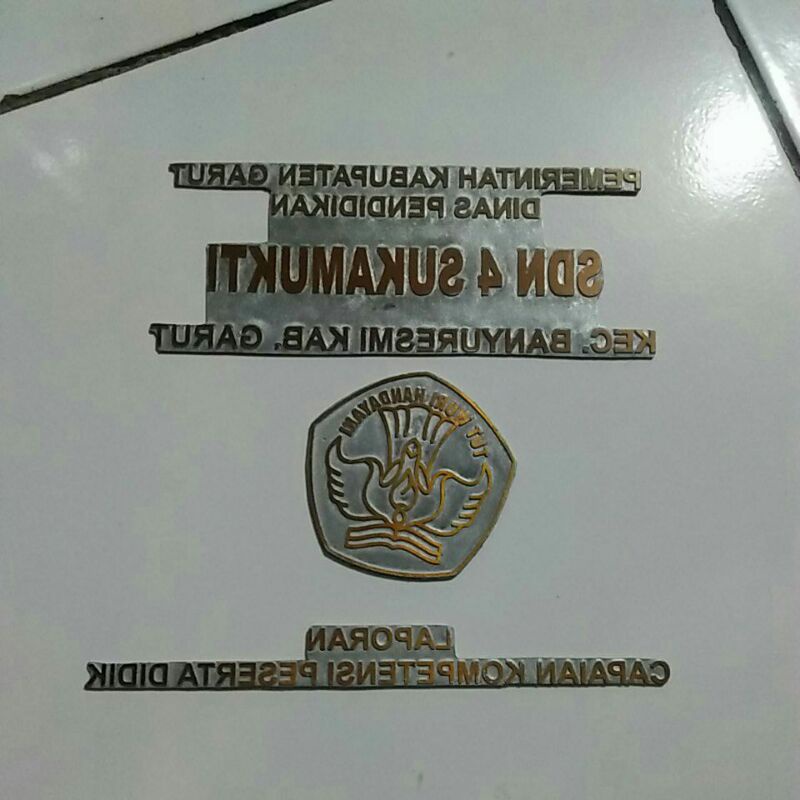 PEMERINTAH KABUPATEN GARUT
DINAS PENDIDIKAN
SDN 4 SUKAMUKTI
KEC. BANYURESMI KAB. GARUT
TUT WURI HANDAYANI
LAPORAN
CAPAIAN KOMPETENSI PESERTA DIDIK